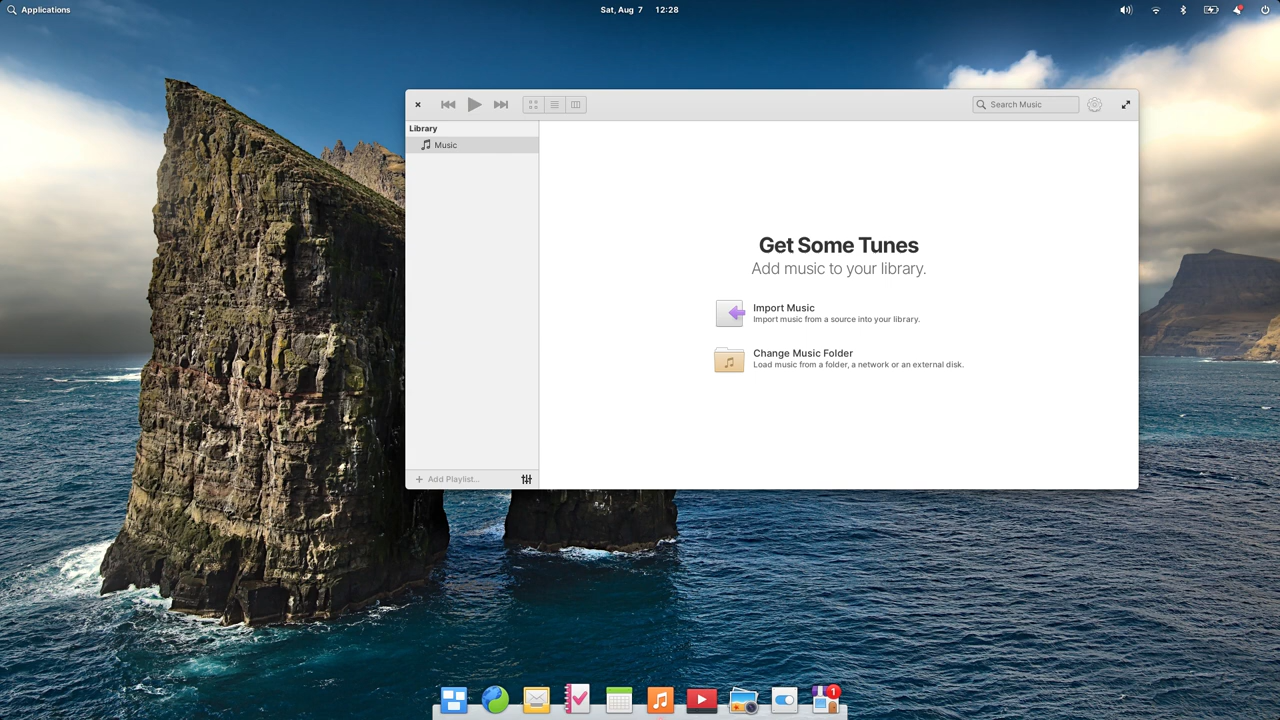 Applications
Sat, Aug 7 12:28
Search Music
Library
Music
Get Some Tunes
Add music to your library.
Import Music
Import music from a source into your library.
Change Music Folder
Load music from a folder, a network or an external disk.
Add Playlist...
1